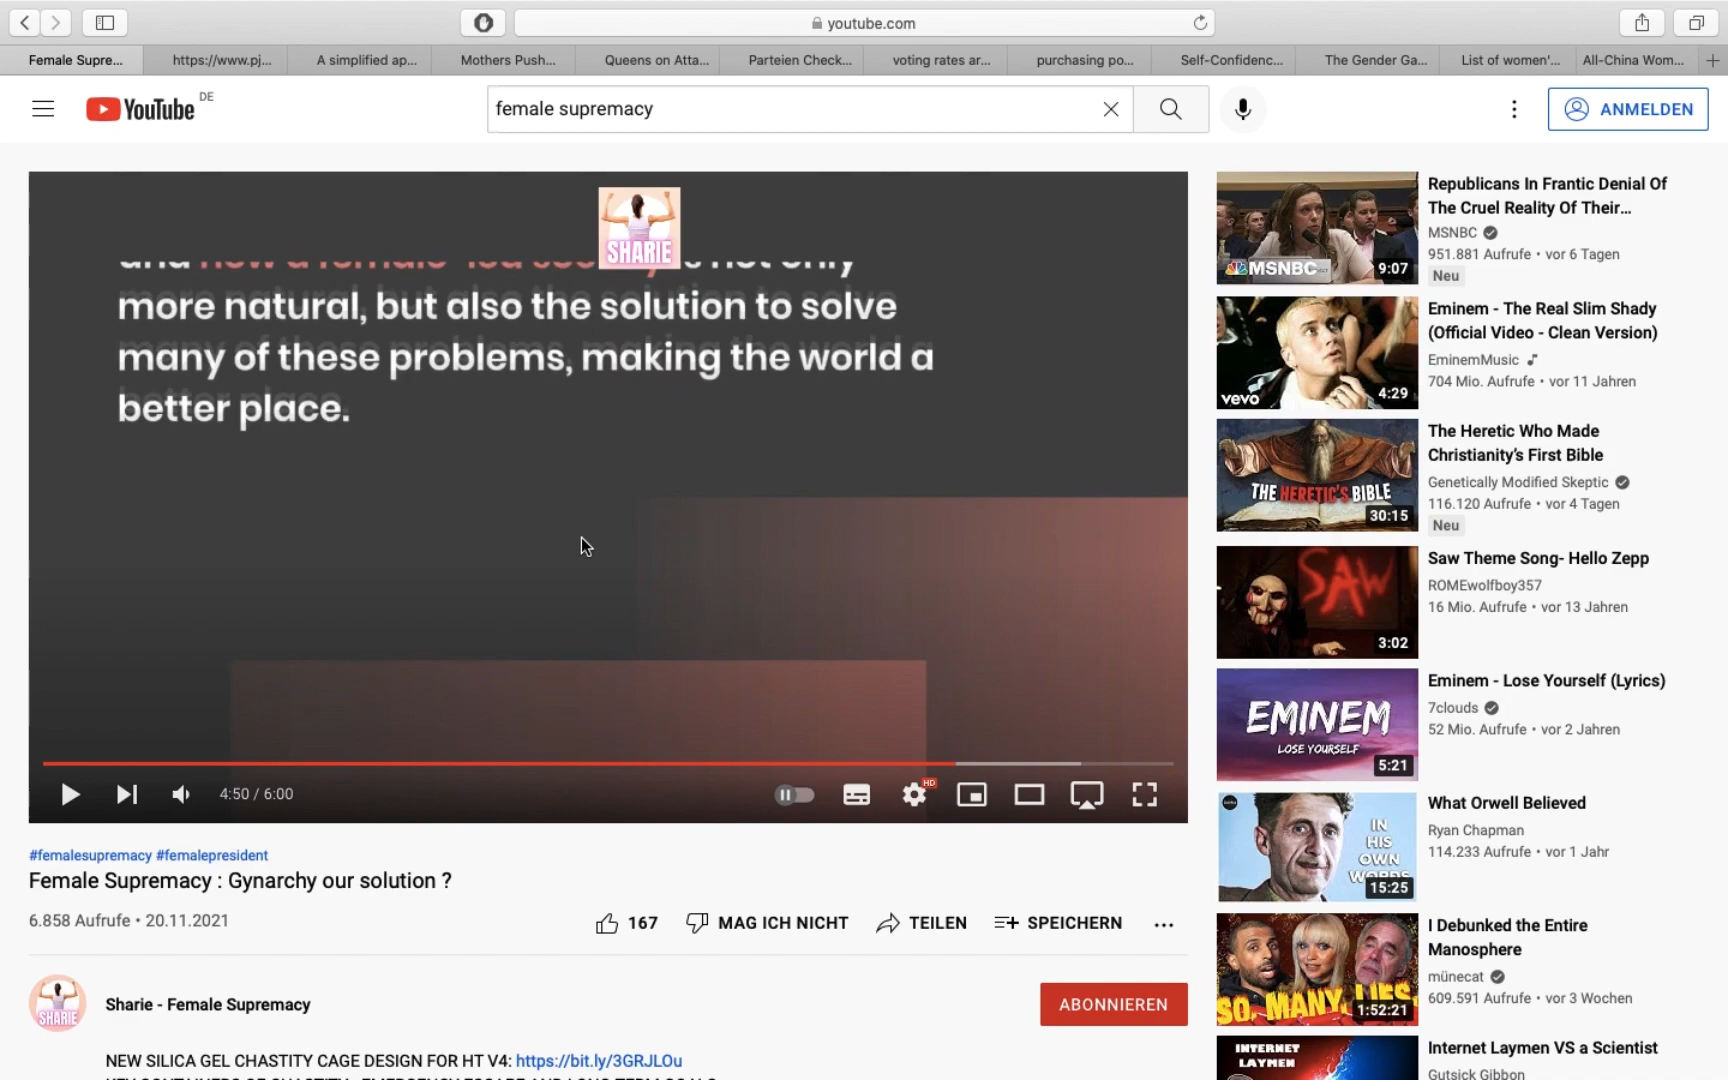 youtube.com
Female Supre...
https://www.pj...
A simplified ap...
Mothers Push...
Queens on Atta...
Parteien Check...
voting rates ar...
purchasing po...
Self-Confidenc...
The Gender Ga...
List of women'...
All-China Wom...
YouTube DE
female supremacy
ANMELDEN
SHARIE
more natural, but also the solution to solve
many of these problems, making the world a
better place.
4:50 / 6:00
HD
#femalesupremacy #femalepresident
Female Supremacy : Gynarchy our solution ?
6.858 Aufrufe • 20.11.2021
167
MAG ICH NICHT
TEILEN
SPEICHERN
SHARIE
Sharie - Female Supremacy
ABONNIEREN
NEW SILICA GEL CHASTITY CAGE DESIGN FOR HT V4: https://bit.ly/3GRJLOu
MSNBC
9:07
Republicans In Frantic Denial Of
The Cruel Reality Of Their...
MSNBC
951.881 Aufrufe • vor 6 Tagen
Neu
vevo
4:29
Eminem - The Real Slim Shady
(Official Video - Clean Version)
EminemMusic
704 Mio. Aufrufe • vor 11 Jahren
THE HERETIC'S BIBLE
30:15
The Heretic Who Made
Christianity's First Bible
Genetically Modified Skeptic
116.120 Aufrufe • vor 4 Tagen
Neu
SAW
3:02
Saw Theme Song- Hello Zepp
ROMEwolfboy357
16 Mio. Aufrufe • vor 13 Jahren
EMINEM
LOSE YOURSELF
5:21
Eminem - Lose Yourself (Lyrics)
7clouds
52 Mio. Aufrufe • vor 2 Jahren
IN
HIS
OWN
WORDS
15:25
What Orwell Believed
Ryan Chapman
114.233 Aufrufe • vor 1 Jahr
SO. MANY. LIES.
1:52:21
I Debunked the Entire
Manosphere
münecat
609.591 Aufrufe • vor 3 Wochen
INTERNET
LAYMEN
Internet Laymen VS a Scientist
Gutsick Gibbon